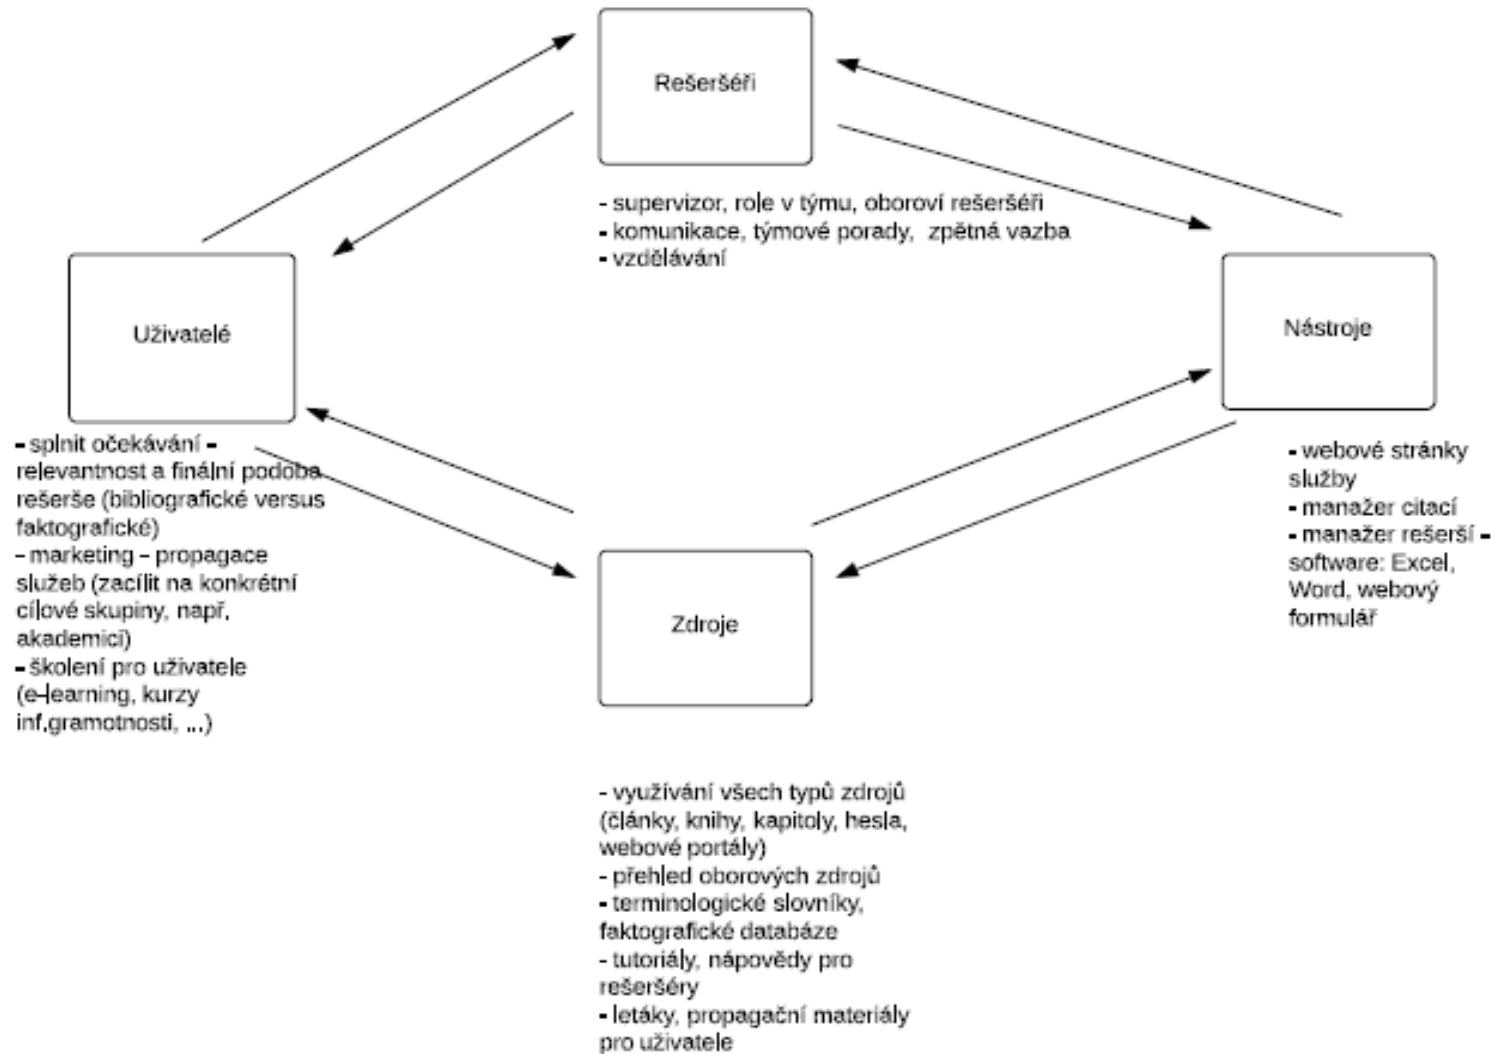 Rešeršéři
- supervizor, role v týmu, oboroví rešeršéři
- komunikace, týmové porady, zpětná vazba
- vzdělávání
Uživatelé
- splnit očekávání -
relevantnost a finální podoba
rešerše (bibliografické versus
faktografické)
- marketing - propagace
služeb (zacílit na konkrétní
cílové skupiny, např.
akademici)
- školení pro uživatele
(e-learning, kurzy
inf.gramotnosti, ...)
Nástroje
- webové stránky
služby
- manažer citací
- manažer rešerší -
software: Excel,
Word, webový
formulář
Zdroje
- využívání všech typů zdrojů
(články, knihy, kapitoly, hesla,
webové portály)
- přehled oborových zdrojů
- terminologické slovníky,
faktografické databáze
- tutoriály, nápovědy pro
rešeršéry
- letáky, propagační materiály
pro uživatele